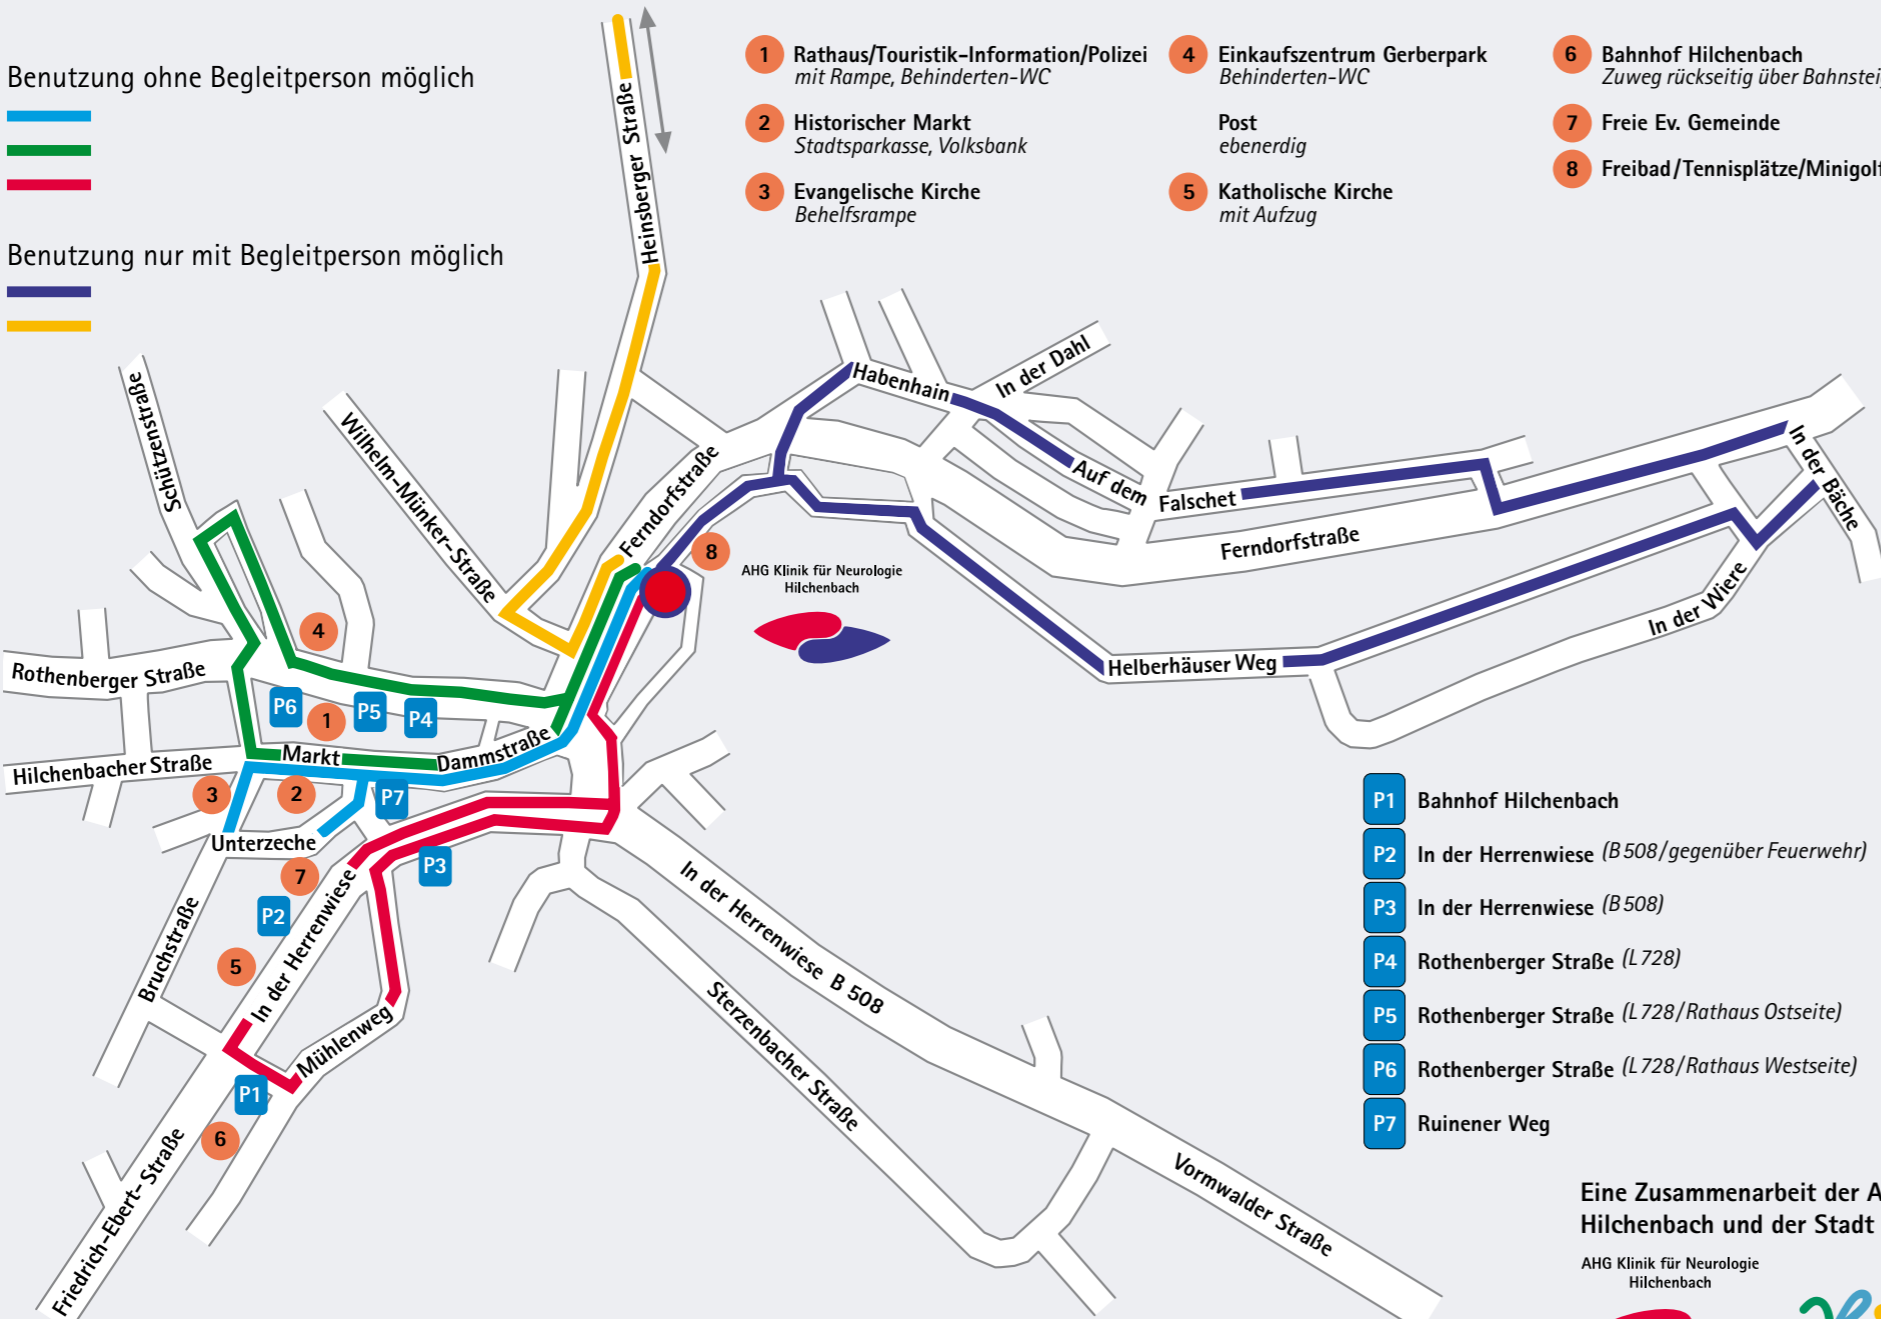 Benutzung ohne Begleitperson möglich
Benutzung nur mit Begleitperson möglich
1 Rathaus/Touristik-Information/Polizei
mit Rampe, Behinderten-WC
2 Historischer Markt
Stadtsparkasse, Volksbank
3 Evangelische Kirche
Behelfsrampe
4 Einkaufszentrum Gerberpark
Behinderten-WC
Post
ebenerdig
5 Katholische Kirche
mit Aufzug
6 Bahnhof Hilchenbach
Zuweg rückseitig über Bahnsteig
7 Freie Ev. Gemeinde
8 Freibad/Tennisplätze/Minigolf
Heinsberger Straße
Schützenstraße
Wilhelm-Münker-Straße
Ferndorfstraße
Habenhain
In der Dahl
Auf dem
Falschet
In der Bäche
Ferndorfstraße
In der Wiere
Helberhäuser Weg
8
AHG Klinik für Neurologie
Hilchenbach
4
Rothenberger Straße
P6
1
P5
P4
Markt
Dammstraße
Hilchenbacher Straße
3
2
P7
Unterzeche
7
P3
P2
5
Bruchstraße
In der Herrenwiese
Mühlenweg
P1
6
Friedrich-Ebert-Straße
In der Herrenwiese B 508
Sterzenbacher Straße
Vormwalder Straße
P1 Bahnhof Hilchenbach
P2 In der Herrenwiese (B 508/gegenüber Feuerwehr)
P3 In der Herrenwiese (B 508)
P4 Rothenberger Straße (L 728)
P5 Rothenberger Straße (L 728/Rathaus Ostseite)
P6 Rothenberger Straße (L 728/Rathaus Westseite)
P7 Ruinener Weg
Eine Zusammenarbeit der A
Hilchenbach und der Stadt
AHG Klinik für Neurologie
Hilchenbach